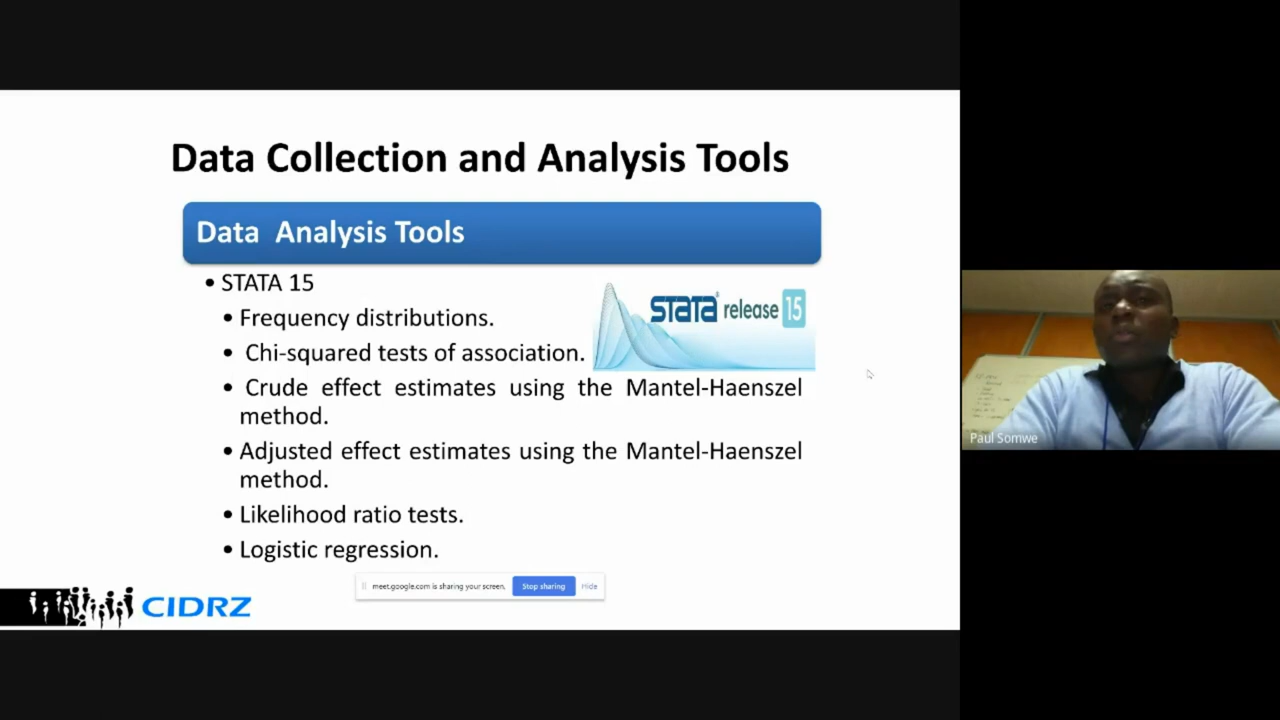 Data Collection and Analysis Tools
Data Analysis Tools
• STATA 15
STATA® release 15
• Frequency distributions.
• Chi-squared tests of association.
• Crude effect estimates using the Mantel-Haenszel
method.
• Adjusted effect estimates using the Mantel-Haenszel
method.
• Likelihood ratio tests.
• Logistic regression.
meet.google.com is sharing your screen.
Stop sharing
Hide
CIDRZ
Paul Somwe